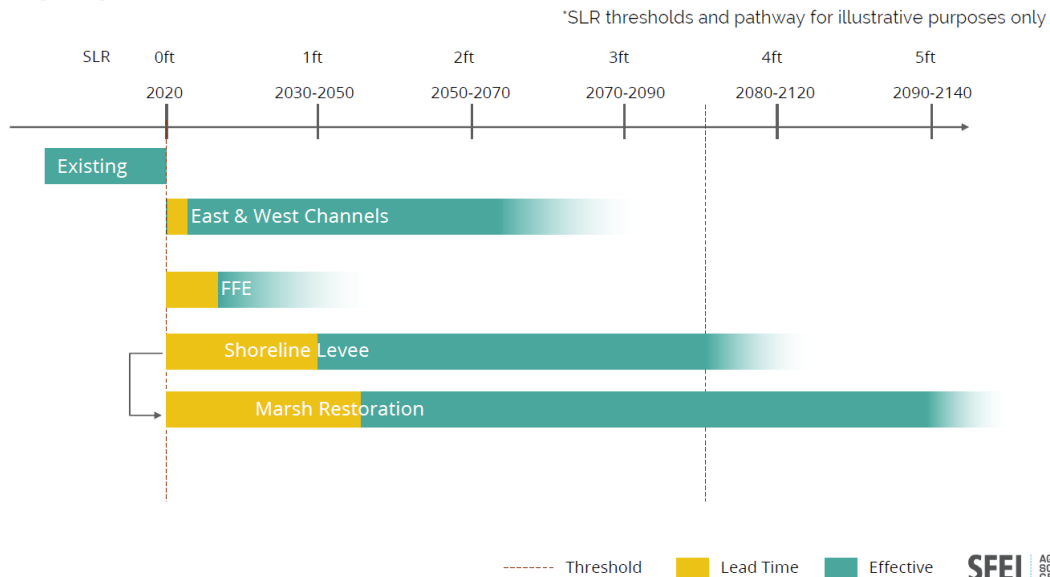 *SLR thresholds and pathway for illustrative purposes only
SLR 0ft 1ft 2ft 3ft 4ft 5ft
2020 2030-2050 2050-2070 2070-2090 2080-2120 2090-2140
Existing
East & West Channels
FFE
Shoreline Levee
Marsh Restoration
Threshold Lead Time Effective SFEI